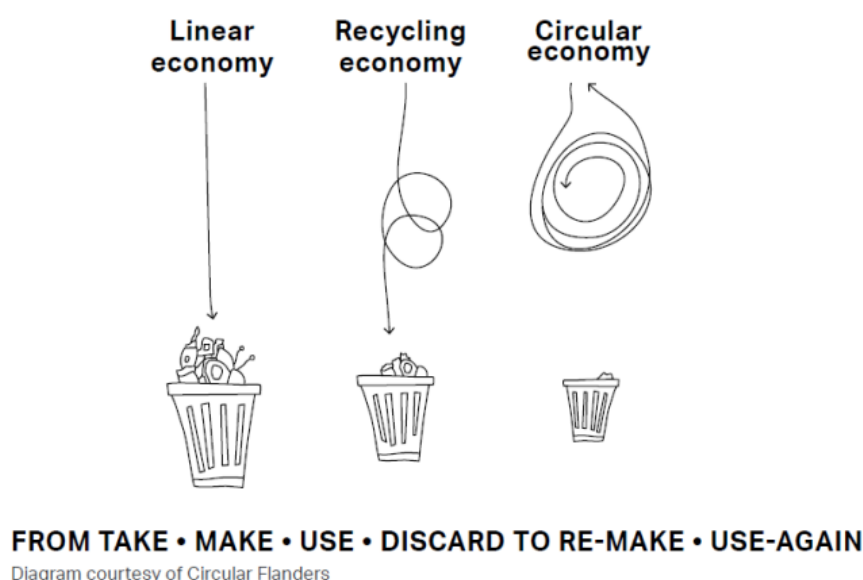 Linear
economy
Recycling
economy
Circular
economy
FROM TAKE • MAKE • USE • DISCARD TO RE-MAKE • USE-AGAIN
Diagram courtesy of Circular Flanders